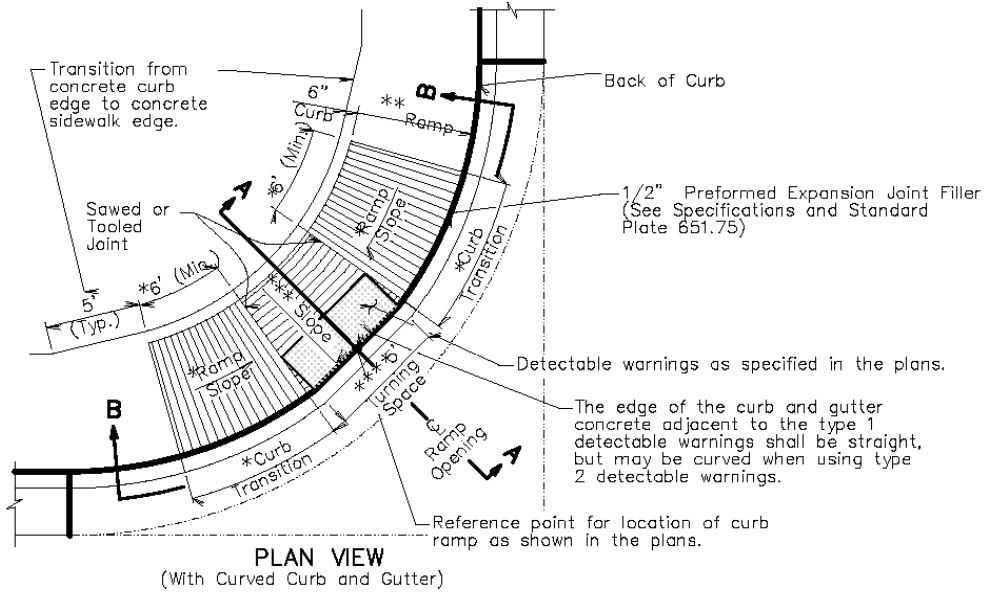 Transition from
concrete curb
edge to concrete
sidewalk edge.
6"
Curb
**
Ramp
B
Back of Curb
*6' (Min.)
A
1/2" Preformed Expansion Joint Filler
(See Specifications and Standard
Plate 651.75)
Sawed or
Tooled
Joint
*Ramp
Slope
*Curb
Transition
5'
(Typ.)
*6' (Min.)
***
Slope
*Ramp
Slope
Detectable warnings as specified in the plans.
****5'
Turning
Space
B
The edge of the curb and gutter
concrete adjacent to the type 1
detectable warnings shall be straight,
but may be curved when using type
2 detectable warnings.
Ramp
Opening
A
*Curb
Transition
Reference point for location of curb
ramp as shown in the plans.
PLAN VIEW
(With Curved Curb and Gutter)